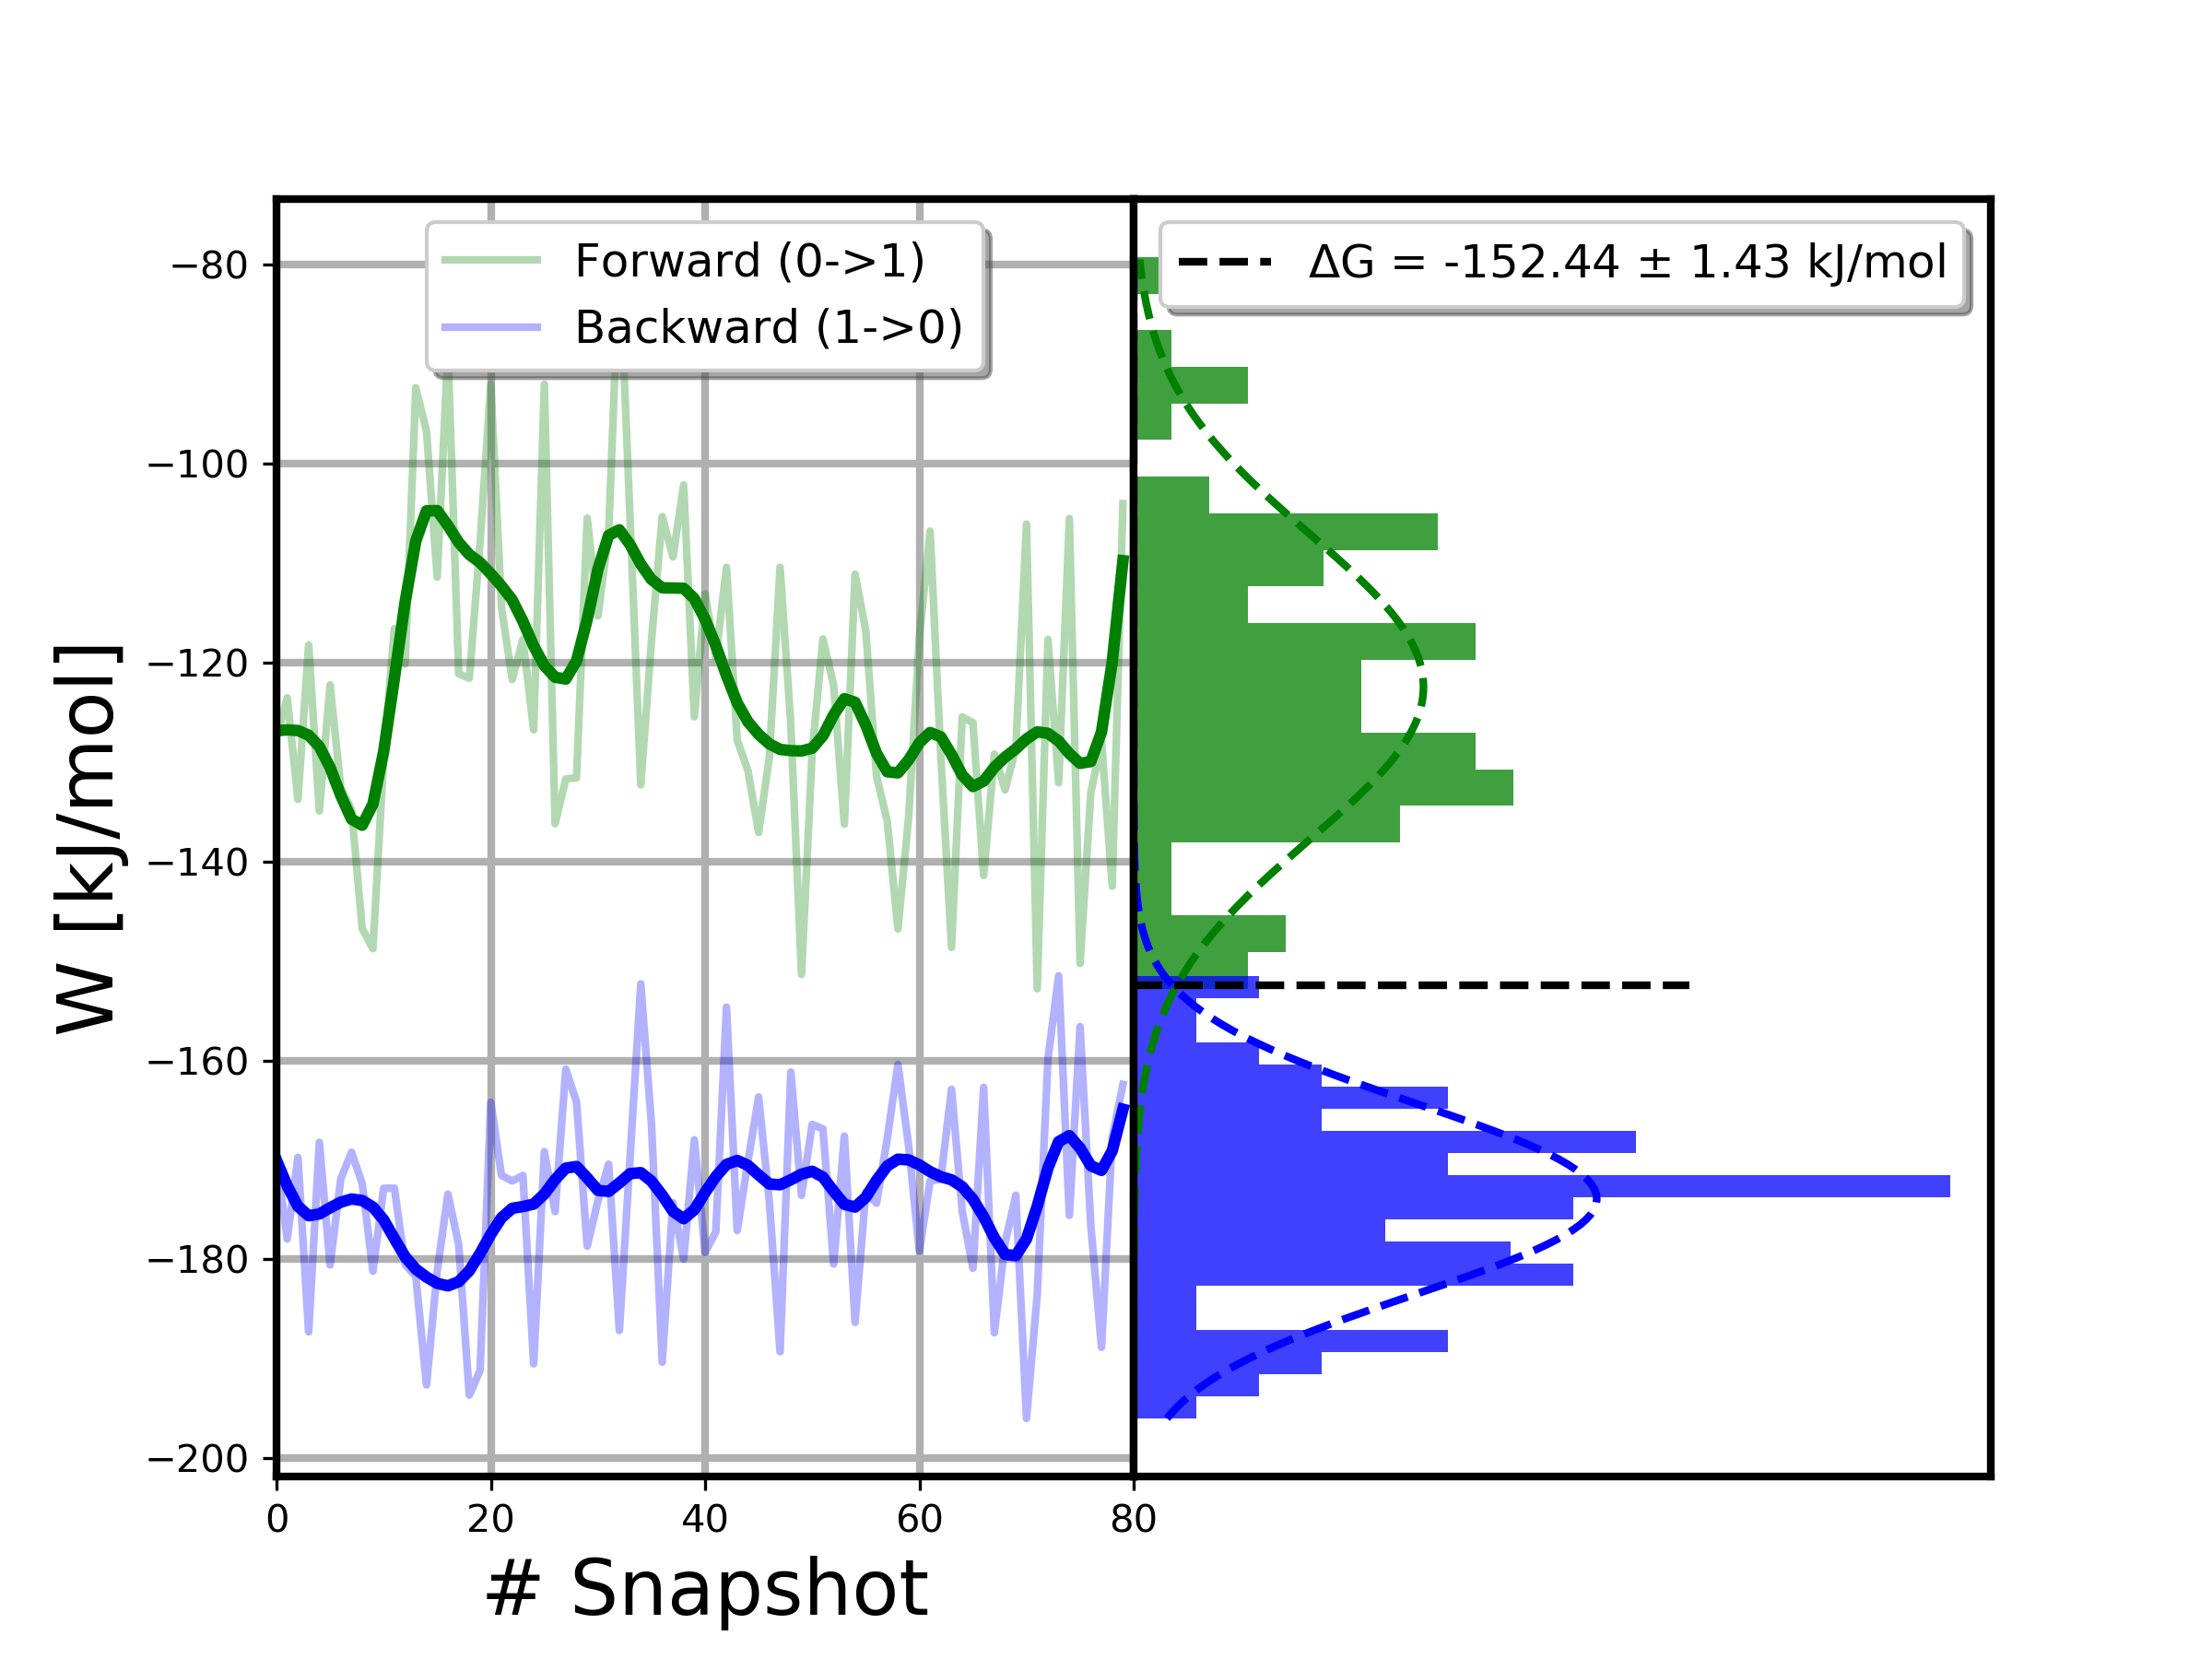 Forward (0->1)
Backward (1->0)
ΔG = -152.44 ± 1.43 kJ/mol
W [kJ/mol]
−80
−100
−120
−140
−160
−180
−200
0 20 40 60 80
# Snapshot